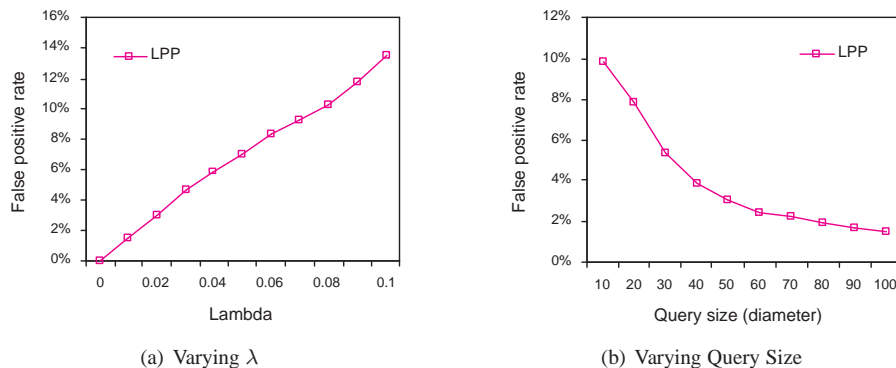 16%
14%
12%
10%
8%
6%
4%
2%
0%
False positive rate
LPP
0 0.02 0.04 0.06 0.08 0.1
Lambda
(a) Varying λ
12%
10%
8%
6%
4%
2%
0%
False positive rate
LPP
10 20 30 40 50 60 70 80 90 100
Query size (diameter)
(b) Varying Query Size